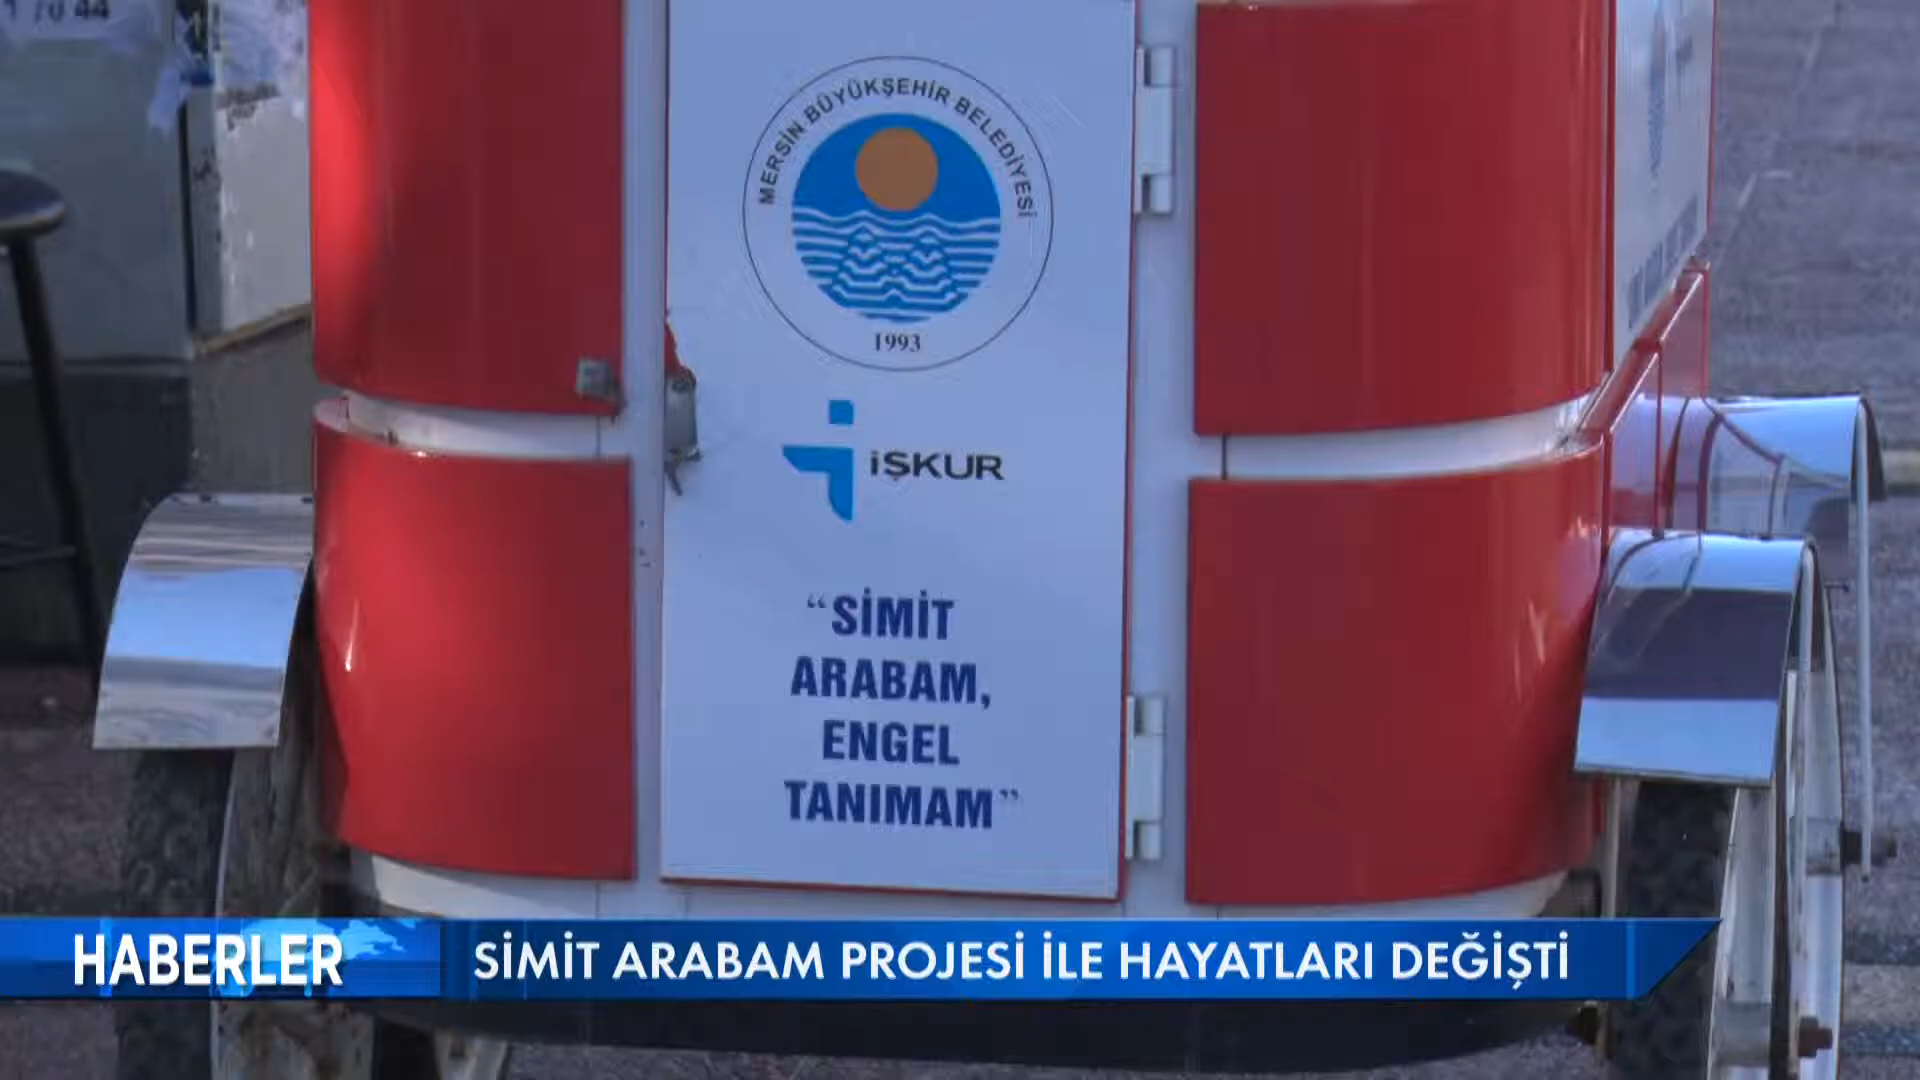 MERSİN BÜYÜKŞEHİR BELEDİYESİ
1993
İŞKUR
“SİMİT
ARABAM,
ENGEL
TANIMAM”
HABERLER
SİMİT ARABAM PROJESİ İLE HAYATLARI DEĞİŞTİ